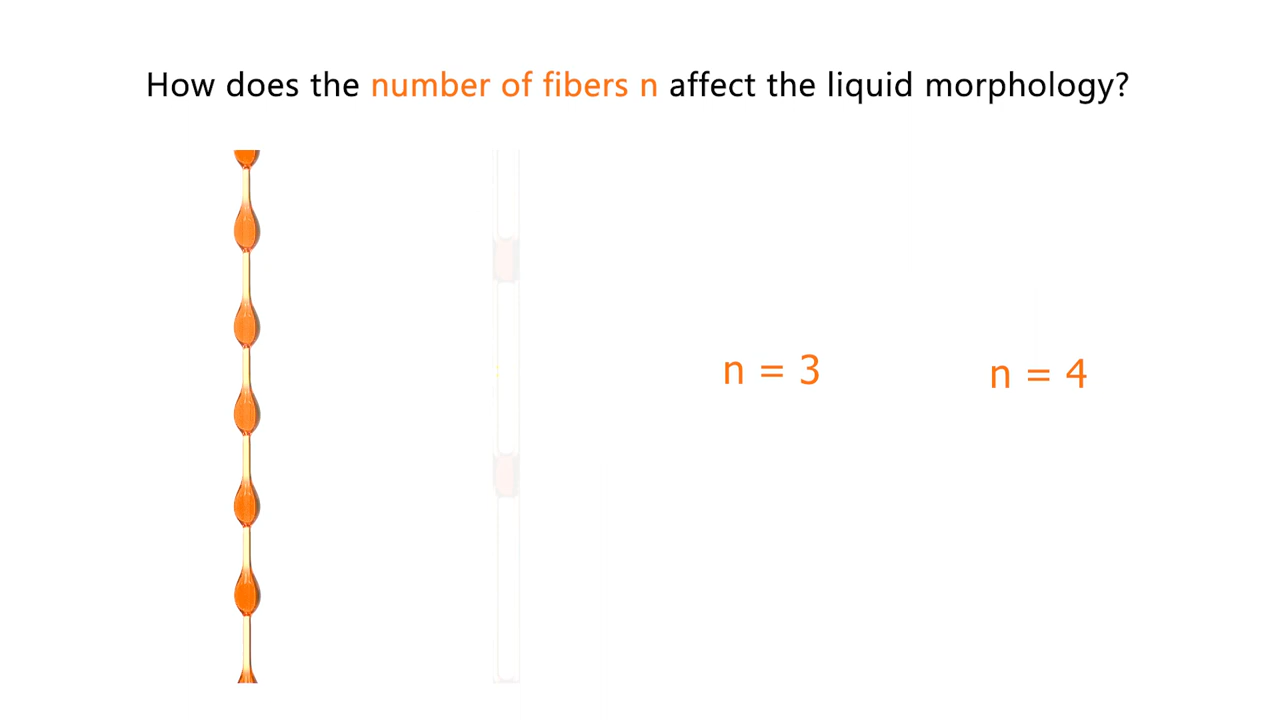 How does the number of fibers n affect the liquid morphology?
n = 3
n = 4